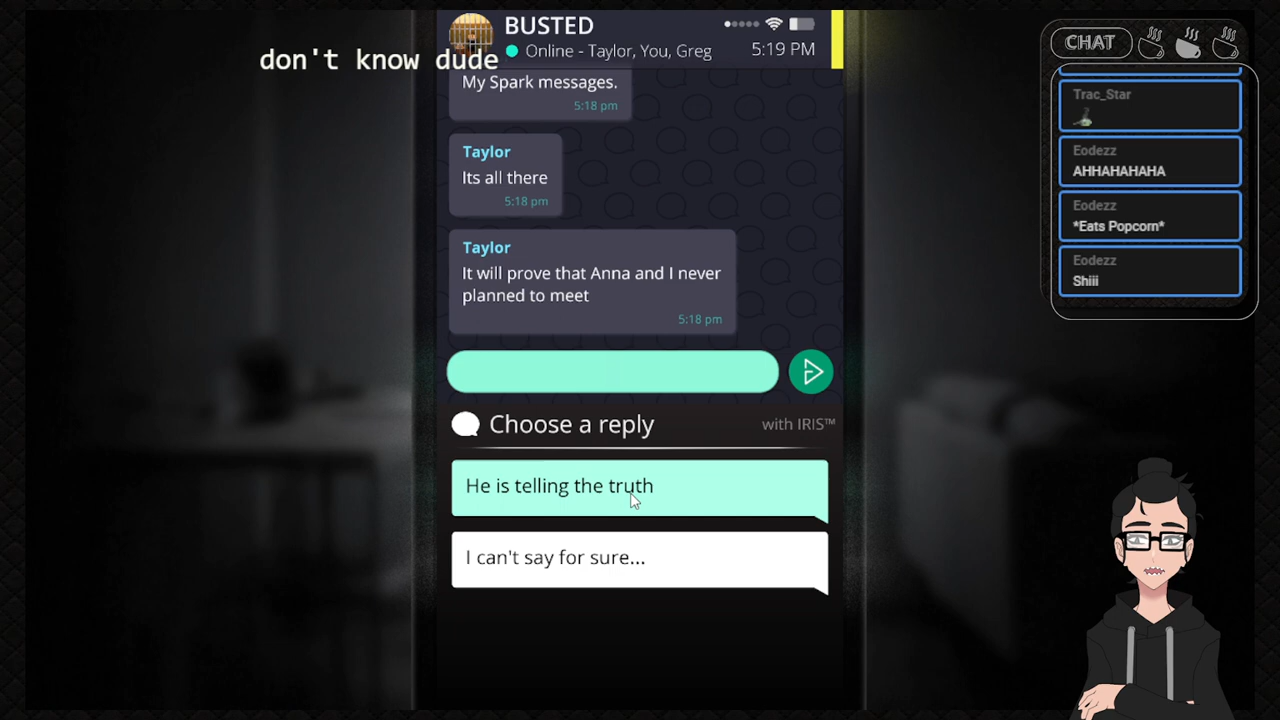 BUSTED
Online - Taylor, You, Greg
5:19 PM
don't know dude
My Spark messages.
5:18 pm
Taylor
Its all there
5:18 pm
Taylor
It will prove that Anna and I never
planned to meet
5:18 pm
Choose a reply
with IRIS™
He is telling the truth
I can't say for sure...
CHAT
Trac_Star
Eodezz
AHHAHAHAHA
Eodezz
*Eats Popcorn*
Eodezz
Shiii